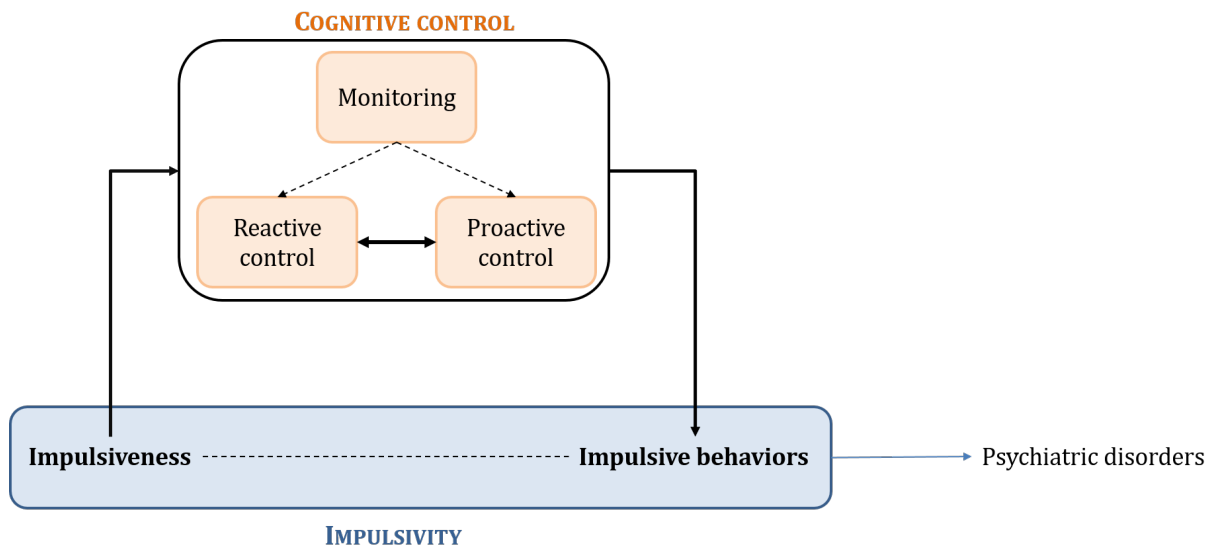 COGNITIVE CONTROL
Monitoring
Reactive
control
Proactive
control
Impulsiveness
Impulsive behaviors
Psychiatric disorders
IMPULSIVITY